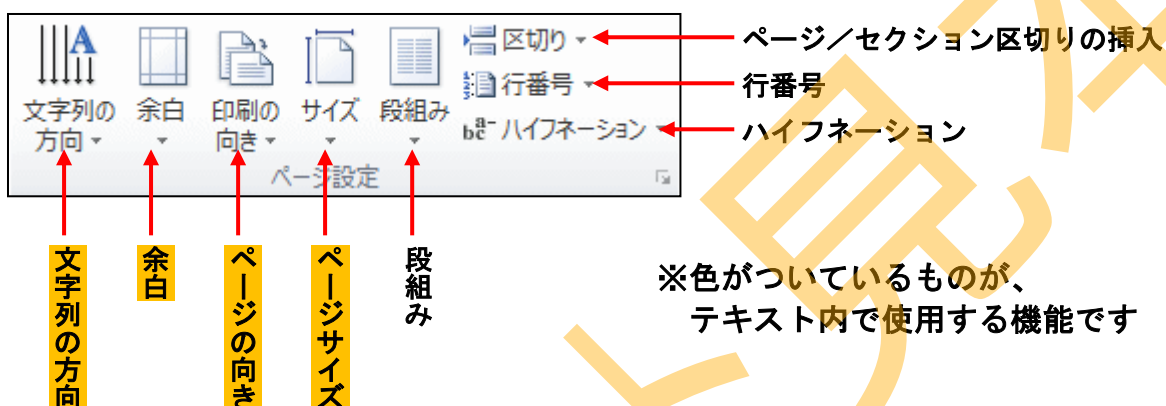 文字列の
方向
余白
印刷の
向き
サイズ
段組み
区切り
行番号
ハイフネーション
ページ設定
ページ／セクション区切りの挿入
行番号
ハイフネーション
文字列の方向
余白
ページの向き
ページサイズ
段組み
※色がついているものが、
テキスト内で使用する機能です
見本